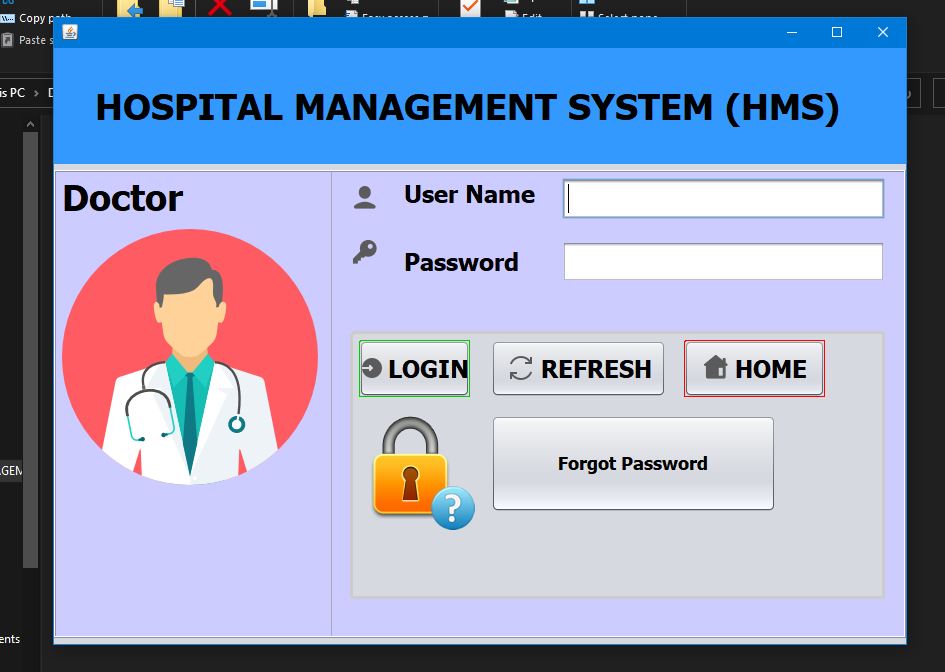 Copy path
Paste s
Easy access
Edit
Select none
is PC
HOSPITAL MANAGEMENT SYSTEM (HMS)
Doctor
User Name
Password
LOGIN
REFRESH
HOME
?
Forgot Password
AGEM
ents